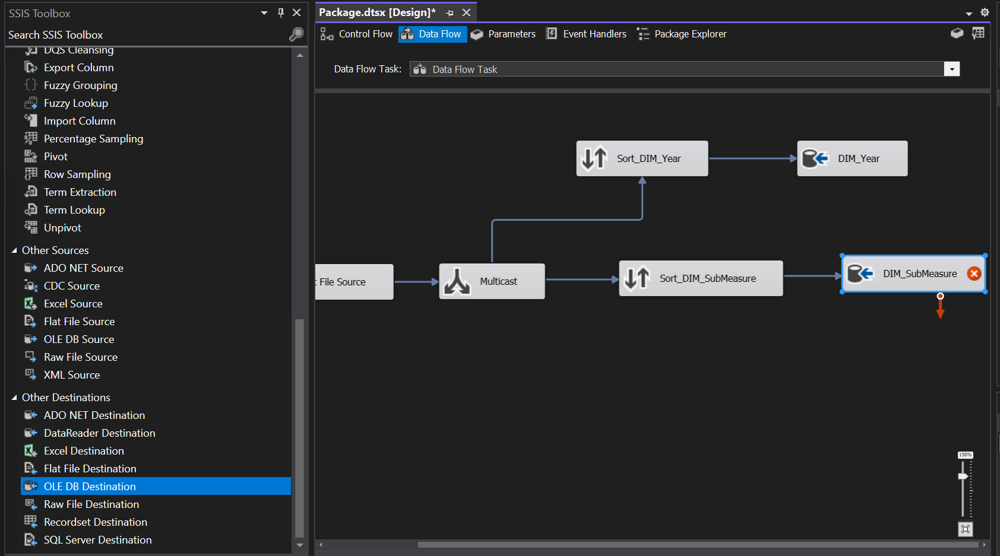 SSIS Toolbox
Search SSIS Toolbox
DQS Cleansing
Export Column
Fuzzy Grouping
Fuzzy Lookup
Import Column
Percentage Sampling
Pivot
Row Sampling
Term Extraction
Term Lookup
Unpivot
Other Sources
ADO NET Source
CDC Source
Excel Source
Flat File Source
OLE DB Source
Raw File Source
XML Source
Other Destinations
ADO NET Destination
DataReader Destination
Excel Destination
Flat File Destination
OLE DB Destination
Raw File Destination
Recordset Destination
SQL Server Destination
Package.dtsx [Design]*
Control Flow Data Flow Parameters Event Handlers Package Explorer
Data Flow Task: Data Flow Task
Sort_DIM_Year
DIM_Year
t File Source
Multicast
Sort_DIM_SubMeasure
DIM_SubMeasure
150%